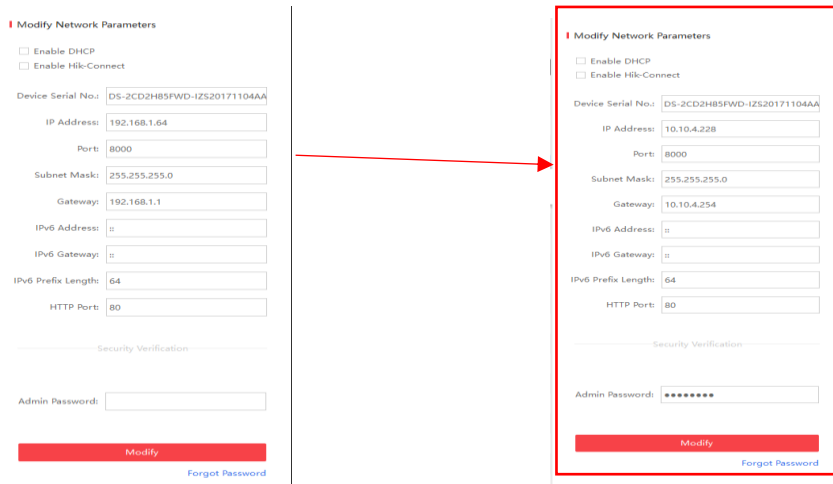 Modify Network Parameters
Enable DHCP
Enable Hik-Connect
Device Serial No.: DS-2CD2H85FWD-IZS20171104AA
IP Address: 192.168.1.64
Port: 8000
Subnet Mask: 255.255.255.0
Gateway: 192.168.1.1
IPv6 Address: ::
IPv6 Gateway: ::
IPv6 Prefix Length: 64
HTTP Port: 80
Security Verification
Admin Password:
Modify
Forgot Password
Modify Network Parameters
Enable DHCP
Enable Hik-Connect
Device Serial No.: DS-2CD2H85FWD-IZS20171104AA
IP Address: 10.10.4.228
Port: 8000
Subnet Mask: 255.255.255.0
Gateway: 10.10.4.254
IPv6 Address: ::
IPv6 Gateway: ::
IPv6 Prefix Length: 64
HTTP Port: 80
Security Verification
Admin Password: ●●●●●●●●
Modify
Forgot Password